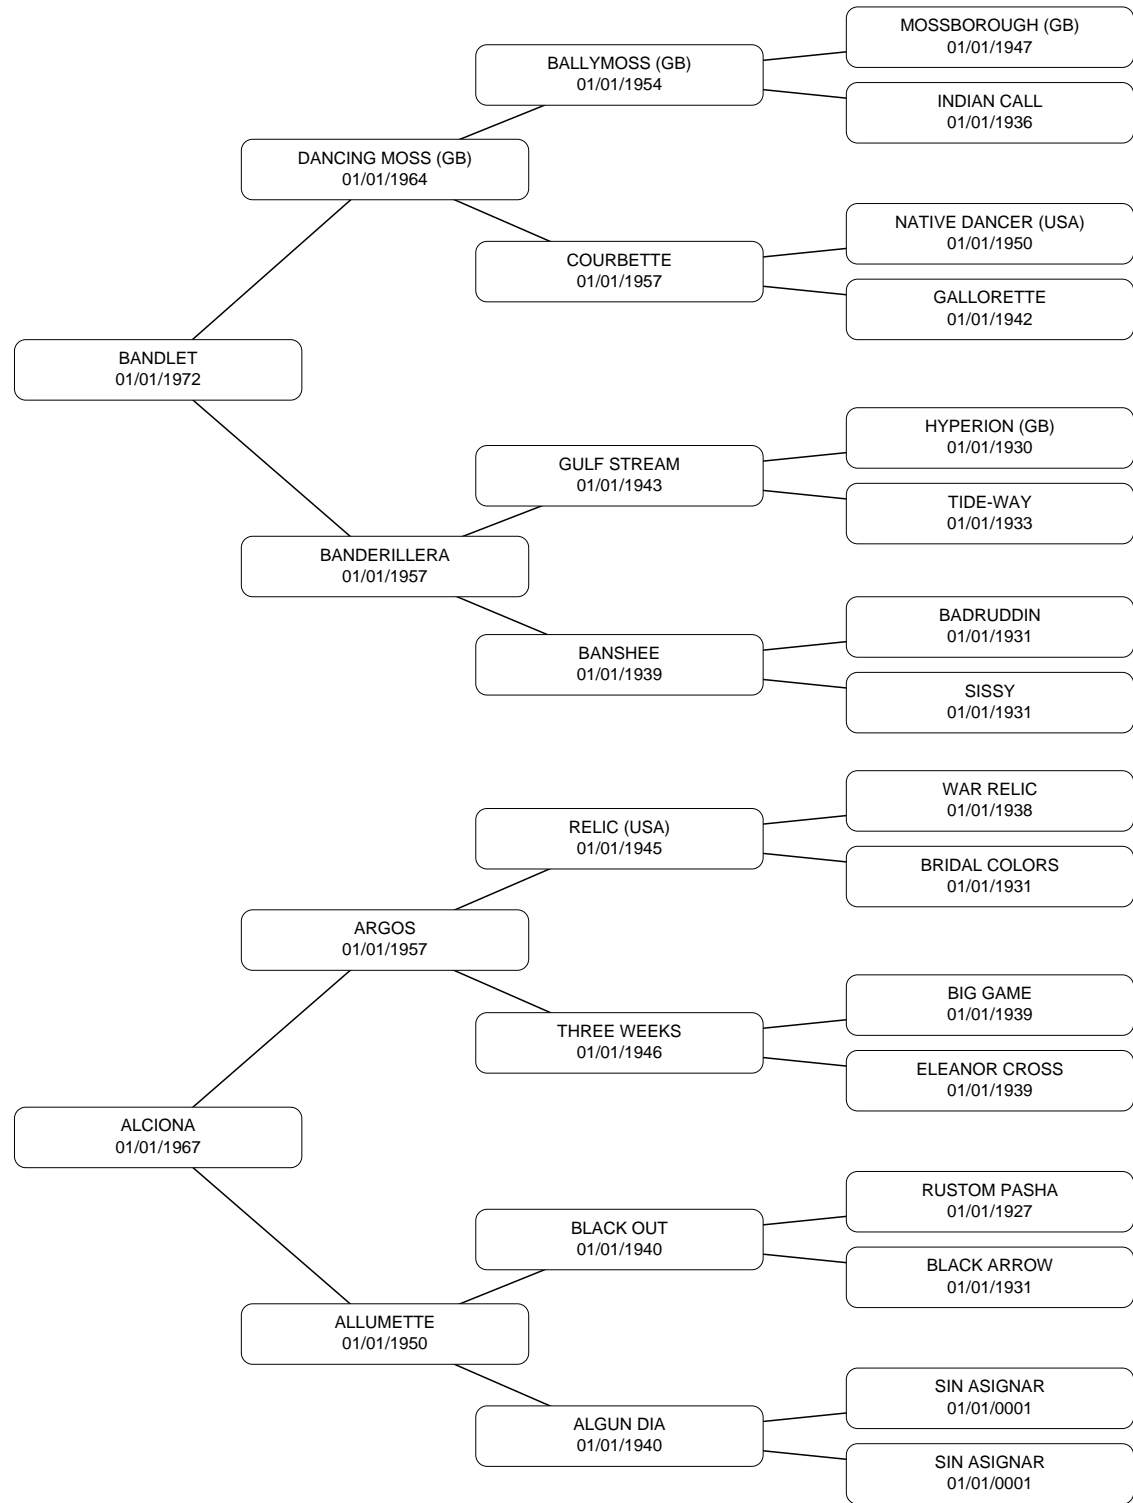 MOSSBOROUGH (GB)
01/01/1947
BALLYMOSS (GB)
01/01/1954
INDIAN CALL
01/01/1936
DANCING MOSS (GB)
01/01/1964
NATIVE DANCER (USA)
01/01/1950
COURBETTE
01/01/1957
GALLORETTE
01/01/1942
BANDLET
01/01/1972
HYPERION (GB)
01/01/1930
GULF STREAM
01/01/1943
TIDE-WAY
01/01/1933
BANDERILLERA
01/01/1957
BADRUDDIN
01/01/1931
BANSHEE
01/01/1939
SISSY
01/01/1931
WAR RELIC
01/01/1938
RELIC (USA)
01/01/1945
BRIDAL COLORS
01/01/1931
ARGOS
01/01/1957
BIG GAME
01/01/1939
THREE WEEKS
01/01/1946
ELEANOR CROSS
01/01/1939
ALCIONA
01/01/1967
RUSTOM PASHA
01/01/1927
BLACK OUT
01/01/1940
BLACK ARROW
01/01/1931
ALLUMETTE
01/01/1950
SIN ASIGNAR
01/01/0001
ALGUN DIA
01/01/1940
SIN ASIGNAR
01/01/0001